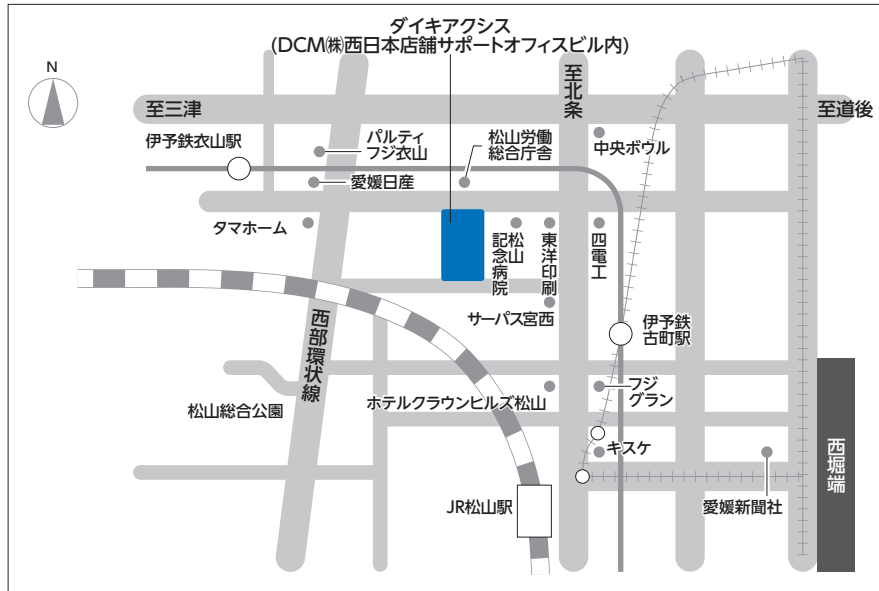 ダイキアクシス
(DCM㈱西日本店舗サポートオフィスビル内)
N
至三津
至北条
至道後
伊予鉄衣山駅
パルティ
フジ衣山
松山労働
総合庁舎
中央ボウル
愛媛日産
タマホーム
松山
記念病院
東洋印刷
四電工
サーパス宮西
伊予鉄
古町駅
西部環状線
松山総合公園
ホテルクラウンヒルズ松山
フジ
グラン
キスケ
西堀端
JR松山駅
愛媛新聞社